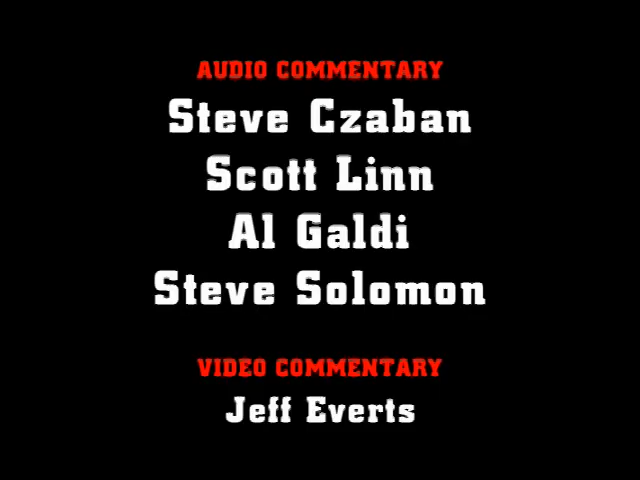 AUDIO COMMENTARY
Steve Czaban
Scott Linn
Al Galdi
Steve Solomon
VIDEO COMMENTARY
Jeff Everts